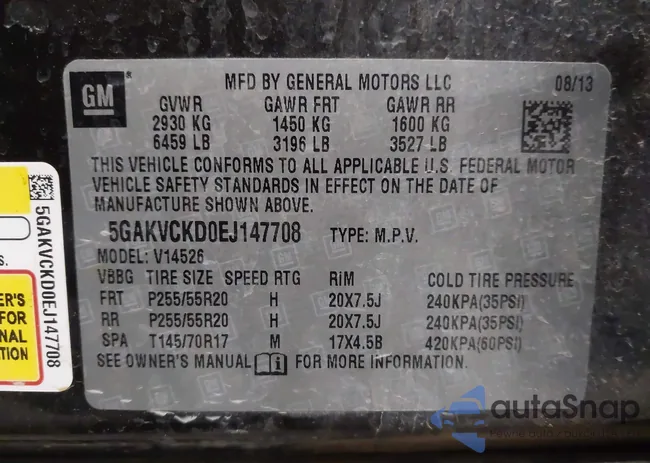 GM
MFD BY GENERAL MOTORS LLC 08/13
GVWR GAWR FRT GAWR RR
2930 KG 1450 KG 1600 KG
6459 LB 3196 LB 3527 LB
THIS VEHICLE CONFORMS TO ALL APPLICABLE U.S. FEDERAL MOTOR
VEHICLE SAFETY STANDARDS IN EFFECT ON THE DATE OF
MANUFACTURE SHOWN ABOVE.
5GAKVCKD0EJ147708 TYPE: M.P.V.
MODEL: V14526
VBBG TIRE SIZE SPEED RTG RIM COLD TIRE PRESSURE
FRT P255/55R20 H 20X7.5J 240KPA(35PSI)
RR P255/55R20 H 20X7.5J 240KPA(35PSI)
SPA T145/70R17 M 17X4.5B 420KPA(60PSI)
SEE OWNER'S MANUAL FOR MORE INFORMATION.
5GAKVCKD0EJ147708
S.
ER'S
FOR
NAL
TION
autoSnap